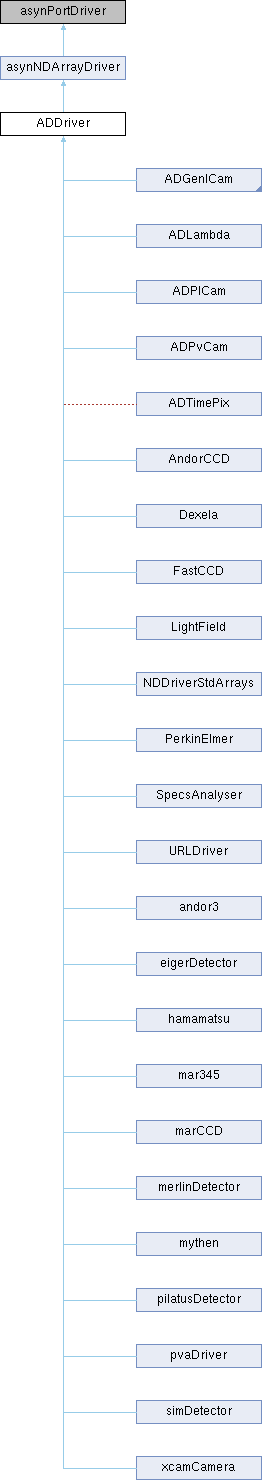 asynPortDriver
asynNDArrayDriver
ADDriver
ADGenICam
ADLambda
ADPICam
ADPvCam
ADTimePix
AndorCCD
Dexela
FastCCD
LightField
NDDriverStdArrays
PerkinElmer
SpecsAnalyser
URLDriver
andor3
eigerDetector
hamamatsu
mar345
marCCD
merlinDetector
mythen
pilatusDetector
pvaDriver
simDetector
xcamCamera